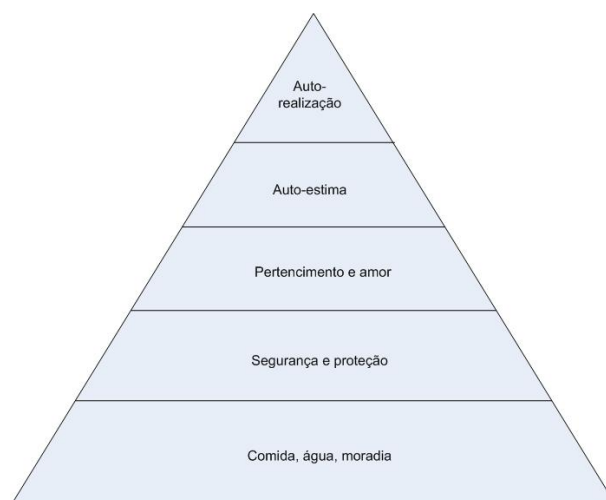 Auto-
realização
Auto-estima
Pertencimento e amor
Segurança e proteção
Comida, água, moradia